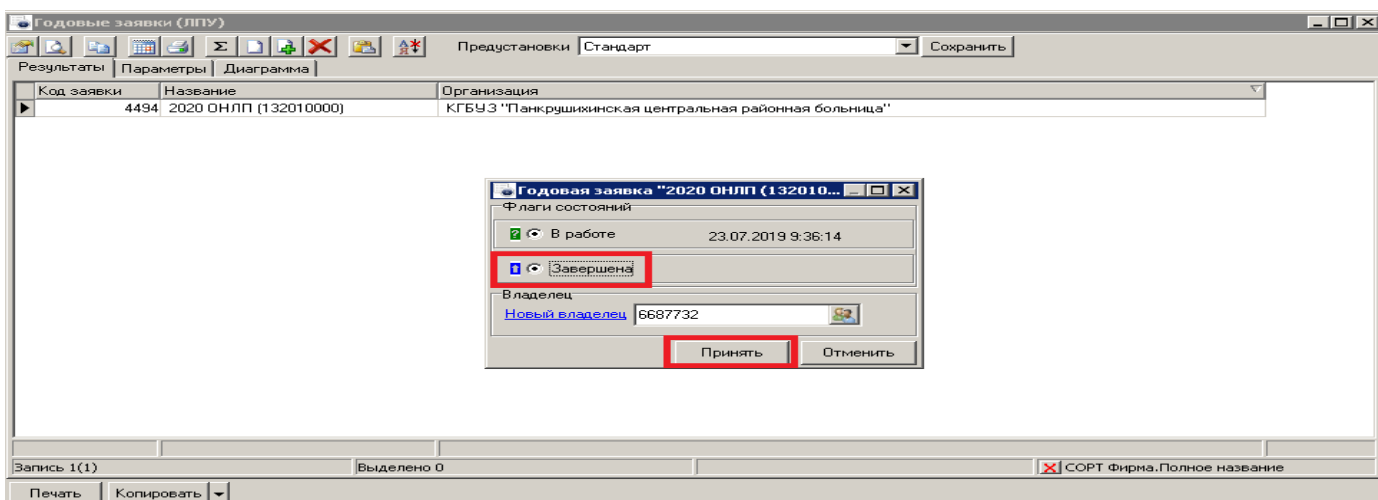 Годовые заявки (ЛПУ)
Предустановки Стандарт Сохранить
Результаты Параметры Диаграмма
Код заявки Название Организация
4494 2020 ОНЛП (132010000) КГБУЗ "Панкрушихинская центральная районная больница"
Годовая заявка "2020 ОНЛП (132010...
Флаги состояний
В работе 23.07.2019 9:36:14
Завершена
Владелец
Новый владелец 6687732
Принять Отменить
Запись 1(1) Выделено 0 СОРТ Фирма.Полное название
Печать Копировать